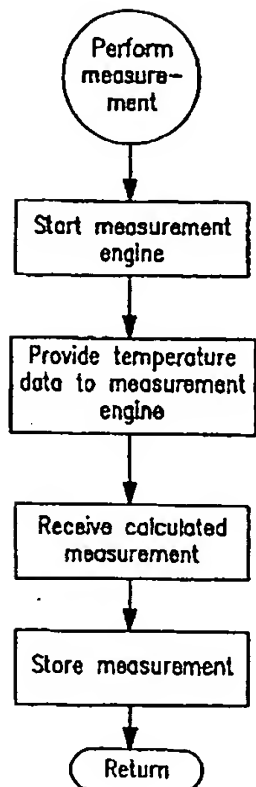 Perform
measure-
ment
Start measurement
engine
Provide temperature
data to measurement
engine
Receive calculated
measurement
Store measurement
Return